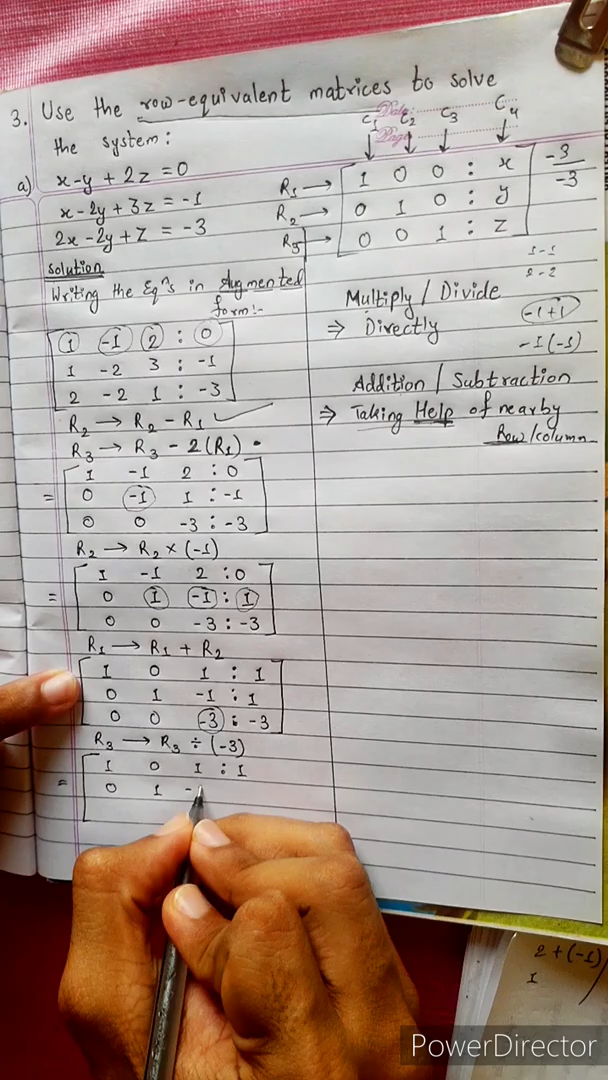 3. Use the row-equivalent matrices to solve
the system:
a) x-y + 2z = 0
x - 2y + 3z = -1
2x - 2y + z = -3
Solution
Writing the Eqⁿs in Augmented
form:-
1 -1 2 : 0
1 -2 3 : -1
2 -2 1 : -3
R₂ → R₂ - R₁ ✓
R₃ → R₃ - 2(R₁)
1 -1 2 : 0
= 0 -1 1 : -1
0 0 -3 : -3
R₂ → R₂ × (-1)
1 -1 2 : 0
= 0 1 -1 : 1
0 0 -3 : -3
R₁ → R₁ + R₂
1 0 1 : 1
0 1 -1 : 1
0 0 -3 : -3
R₃ → R₃ ÷ (-3)
1 0 1 : 1
= 0 1 -
Date:
Page:
C₁ C₂ C₃ C₄
R₁ → 1 0 0 : x
R₂ → 0 1 0 : y
R₃ → 0 0 1 : z
-3
-3
1-1
2-2
-1+1
-1(-1)
Multiply / Divide
⇒ Directly
Addition / Subtraction
⇒ Taking Help of nearby
Row/column
2+(-1)
1
PowerDirector